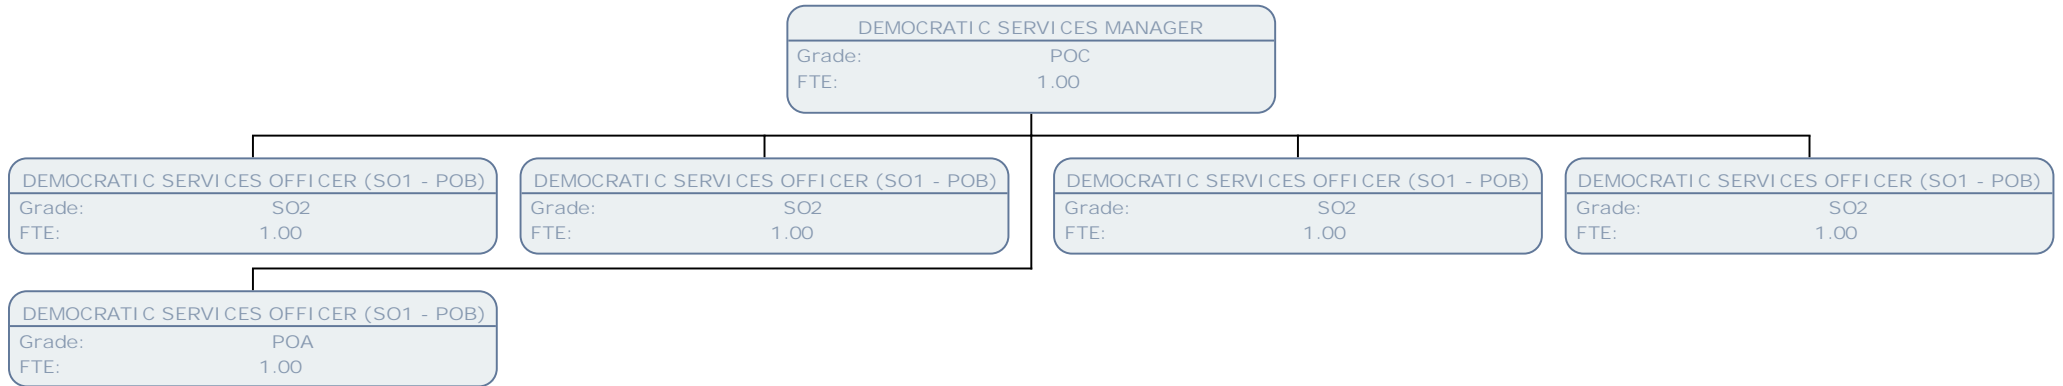 DEMOCRATIC SERVICES MANAGER
Grade: POC
FTE: 1.00
DEMOCRATIC SERVICES OFFICER (SO1 - POB)
Grade: SO2
FTE: 1.00
DEMOCRATIC SERVICES OFFICER (SO1 - POB)
Grade: SO2
FTE: 1.00
DEMOCRATIC SERVICES OFFICER (SO1 - POB)
Grade: SO2
FTE: 1.00
DEMOCRATIC SERVICES OFFICER (SO1 - POB)
Grade: SO2
FTE: 1.00
DEMOCRATIC SERVICES OFFICER (SO1 - POB)
Grade: POA
FTE: 1.00